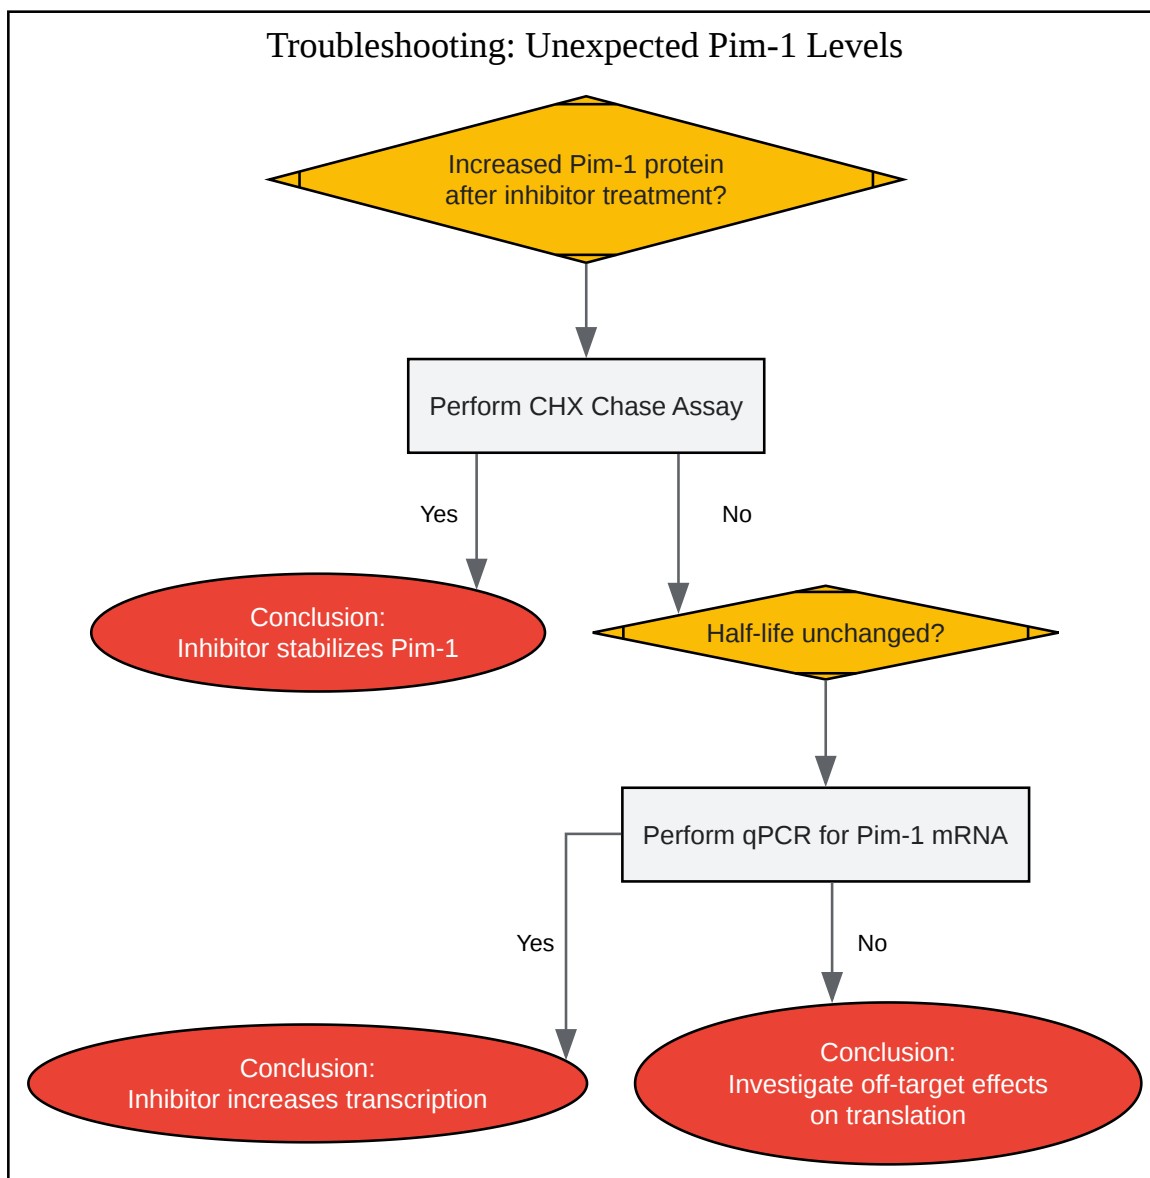 Troubleshooting: Unexpected Pim-1 Levels
Increased Pim-1 protein
after inhibitor treatment?
Perform CHX Chase Assay
Yes
No
Conclusion:
Inhibitor stabilizes Pim-1
Half-life unchanged?
Perform qPCR for Pim-1 mRNA
Yes
No
Conclusion:
Inhibitor increases transcription
Conclusion:
Investigate off-target effects
on translation